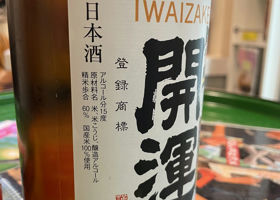 IWAIZAKE
日本酒
登録商標
開運
アルコール分15度
原材料名 米、米こうじ、醸造アルコール
精米歩合 60% 国産米100%使用